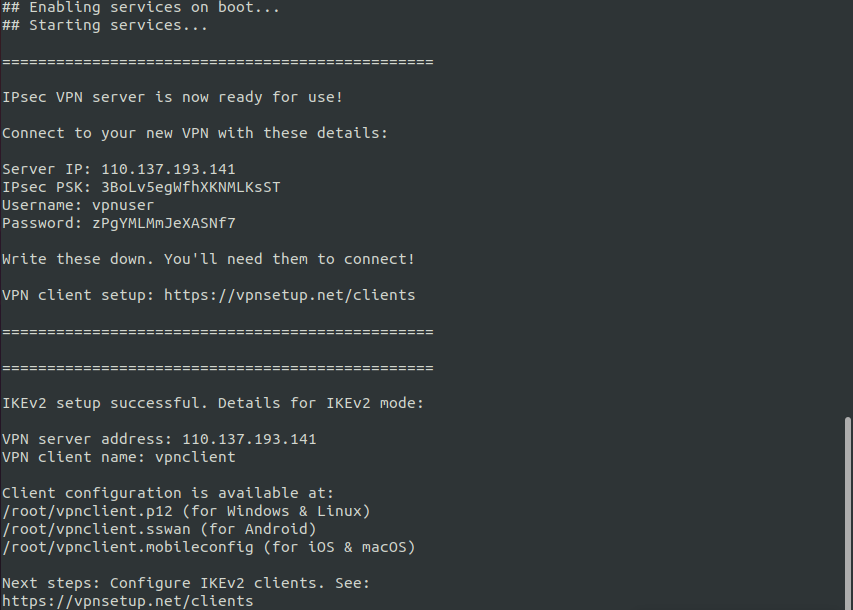 ## Enabling services on boot...
## Starting services...
================================================
IPsec VPN server is now ready for use!
Connect to your new VPN with these details:
Server IP: 110.137.193.141
IPsec PSK: 3BoLv5egWfhXKNMLKsST
Username: vpnuser
Password: zPgYMLMmJeXASNf7
Write these down. You'll need them to connect!
VPN client setup: https://vpnsetup.net/clients
================================================
================================================
IKEv2 setup successful. Details for IKEv2 mode:
VPN server address: 110.137.193.141
VPN client name: vpnclient
Client configuration is available at:
/root/vpnclient.p12 (for Windows & Linux)
/root/vpnclient.sswan (for Android)
/root/vpnclient.mobileconfig (for iOS & macOS)
Next steps: Configure IKEv2 clients. See:
https://vpnsetup.net/clients